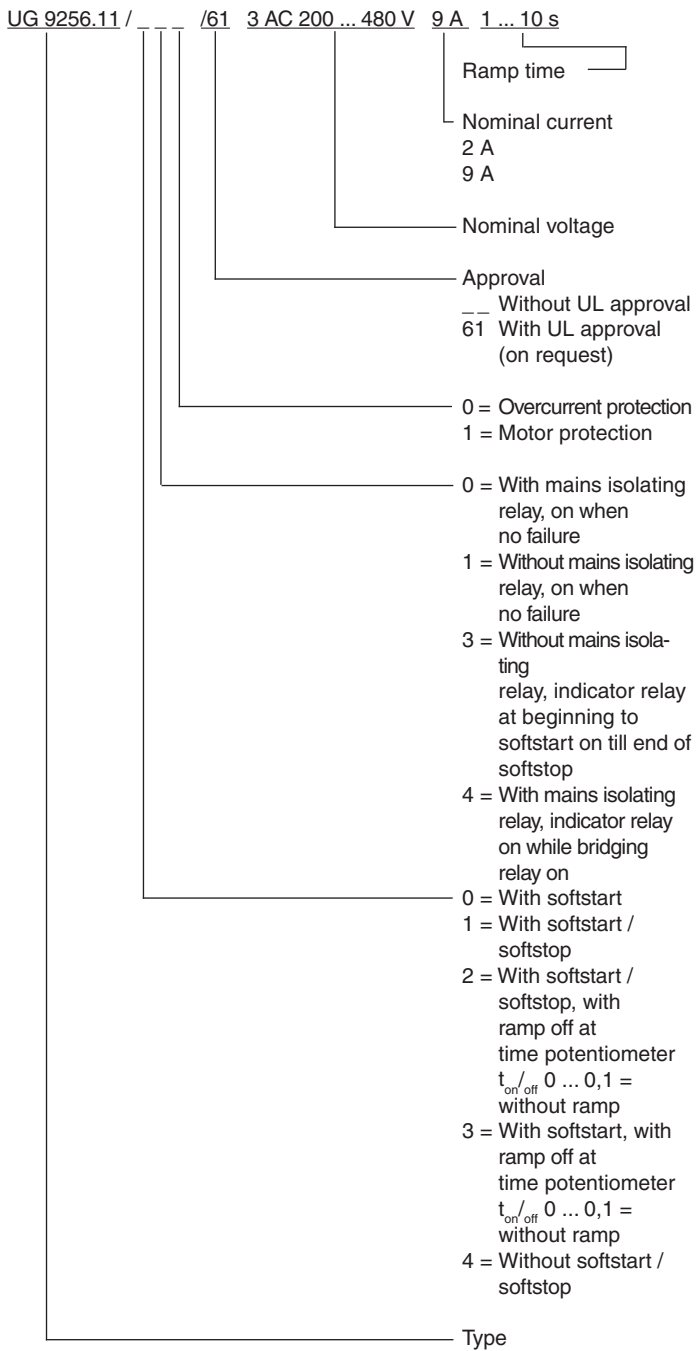 UG 9256.11 / _ _ _ /61 3 AC 200 ... 480 V 9 A 1 ... 10 s
Ramp time
Nominal current
2 A
9 A
Nominal voltage
Approval
_ _ Without UL approval
61 With UL approval
(on request)
0 = Overcurrent protection
1 = Motor protection
0 = With mains isolating
relay, on when
no failure
1 = Without mains isolating
relay, on when
no failure
3 = Without mains isola-
ting
relay, indicator relay
at beginning to
softstart on till end of
softstop
4 = With mains isolating
relay, indicator relay
on while bridging
relay on
0 = With softstart
1 = With softstart /
softstop
2 = With softstart /
softstop, with
ramp off at
time potentiometer
ton/off 0 ... 0,1 =
without ramp
3 = With softstart, with
ramp off at
time potentiometer
ton/off 0 ... 0,1 =
without ramp
4 = Without softstart /
softstop
Type